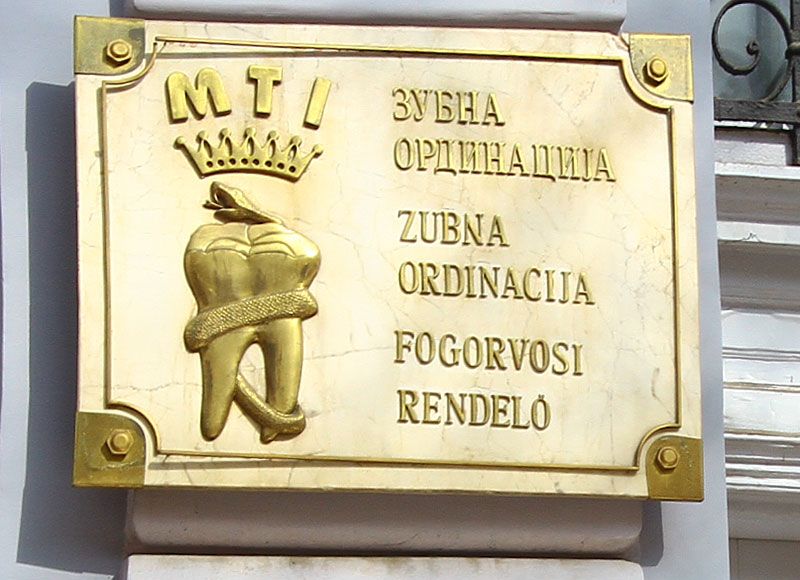 MTI
ЗУБНА
ОРДИНАЦИЈА
ZUBNA
ORDINACIJA
FOGORVOSI
RENDELŐ